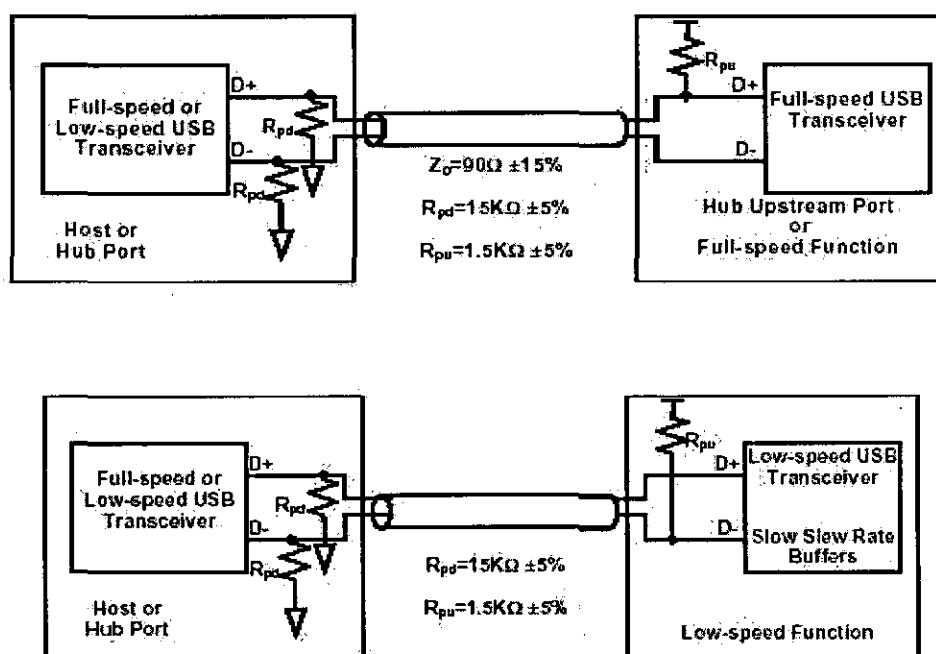 Full-speed or
Low-speed USB
Transceiver
D+
D-
Rpd
Rpd
Host or
Hub Port
Z0=90Ω ±15%
Rpd=15KΩ ±5%
Rpu=1.5KΩ ±5%
Rpu
D+
D-
Full-speed USB
Transceiver
Hub Upstream Port
or
Full-speed Function
Full-speed or
Low-speed USB
Transceiver
D+
D-
Rpd
Rpd
Host or
Hub Port
Rpd=15KΩ ±5%
Rpu=1.5KΩ ±5%
Rpu
D+
D-
Low-speed USB
Transceiver
Slow Slew Rate
Buffers
Low-speed Function